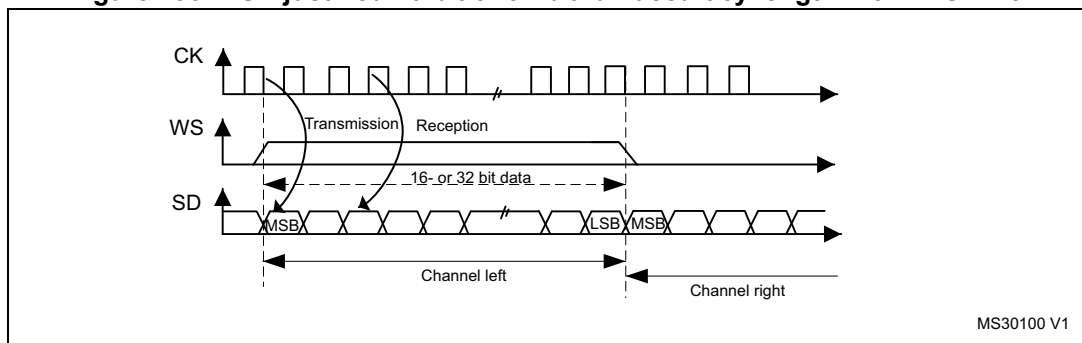 CK
Transmission
Reception
WS
16- or 32 bit data
SD
MSB
LSB
MSB
Channel left
Channel right
MS30100 V1